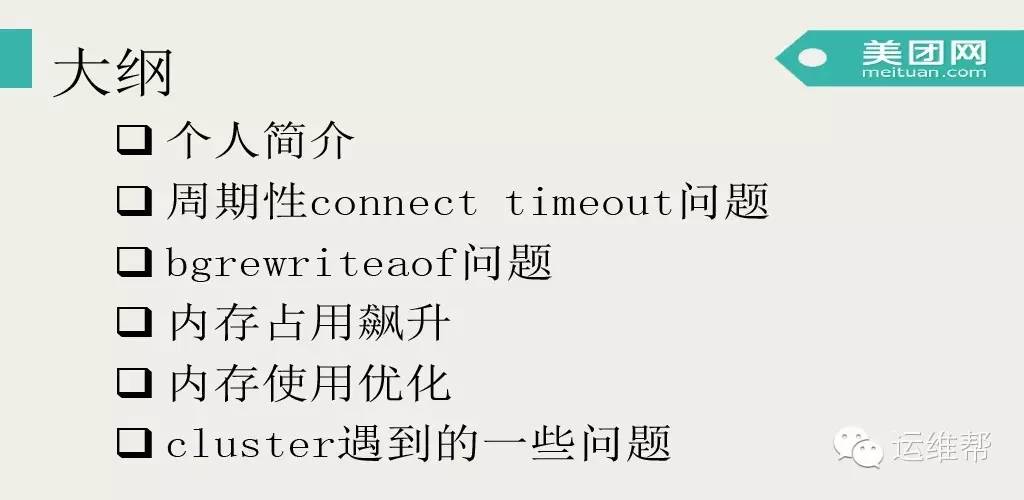 大纲
美团网
meituan.com
个人简介
周期性connect timeout问题
bgrewriteaof问题
内存占用飙升
内存使用优化
cluster遇到的一些问题
运维帮